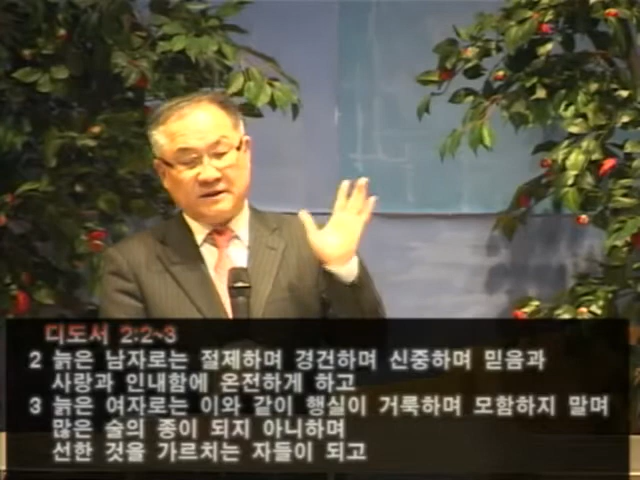 디도서 2:2~3
2 늙은 남자로는 절제하며 경건하며 신중하며 믿음과
사랑과 인내함에 온전하게 하고
3 늙은 여자로는 이와 같이 행실이 거룩하며 모함하지 말며
많은 술의 종이 되지 아니하며
선한 것을 가르치는 자들이 되고